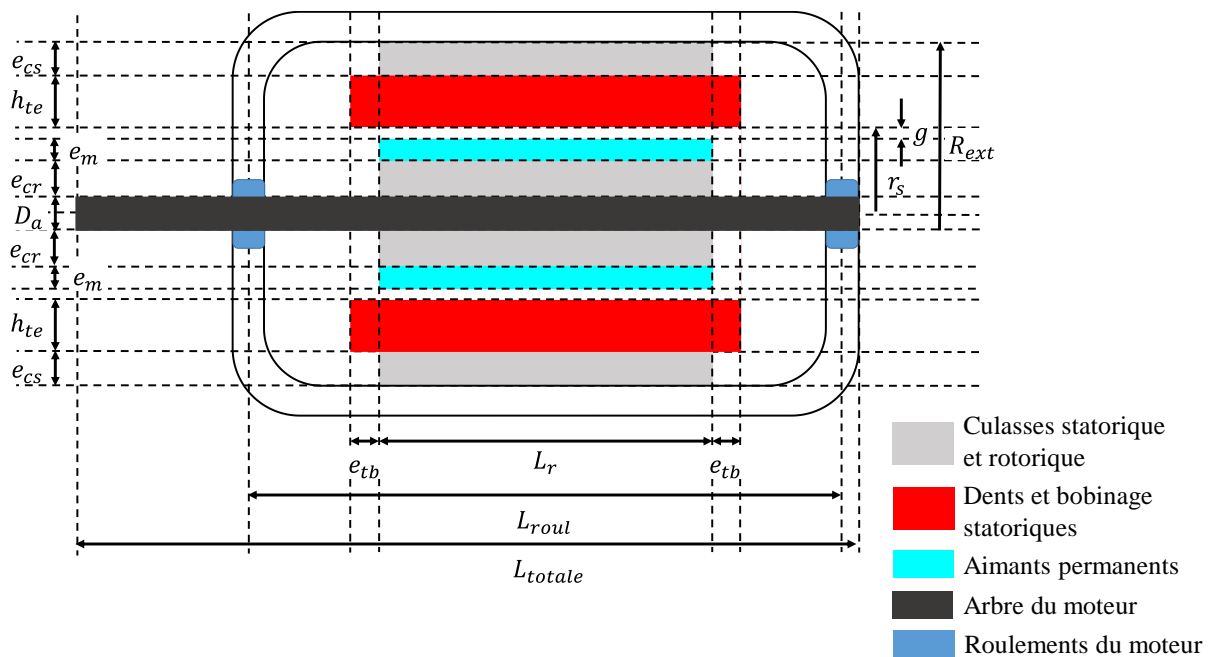 e_cs
h_te
e_m
e_cr
D_a
e_cr
e_m
h_te
e_cs
g
R_ext
r_s
e_tb
L_r
e_tb
L_roul
L_totale
Culasses statorique
et rotorique
Dents et bobinage
statoriques
Aimants permanents
Arbre du moteur
Roulements du moteur